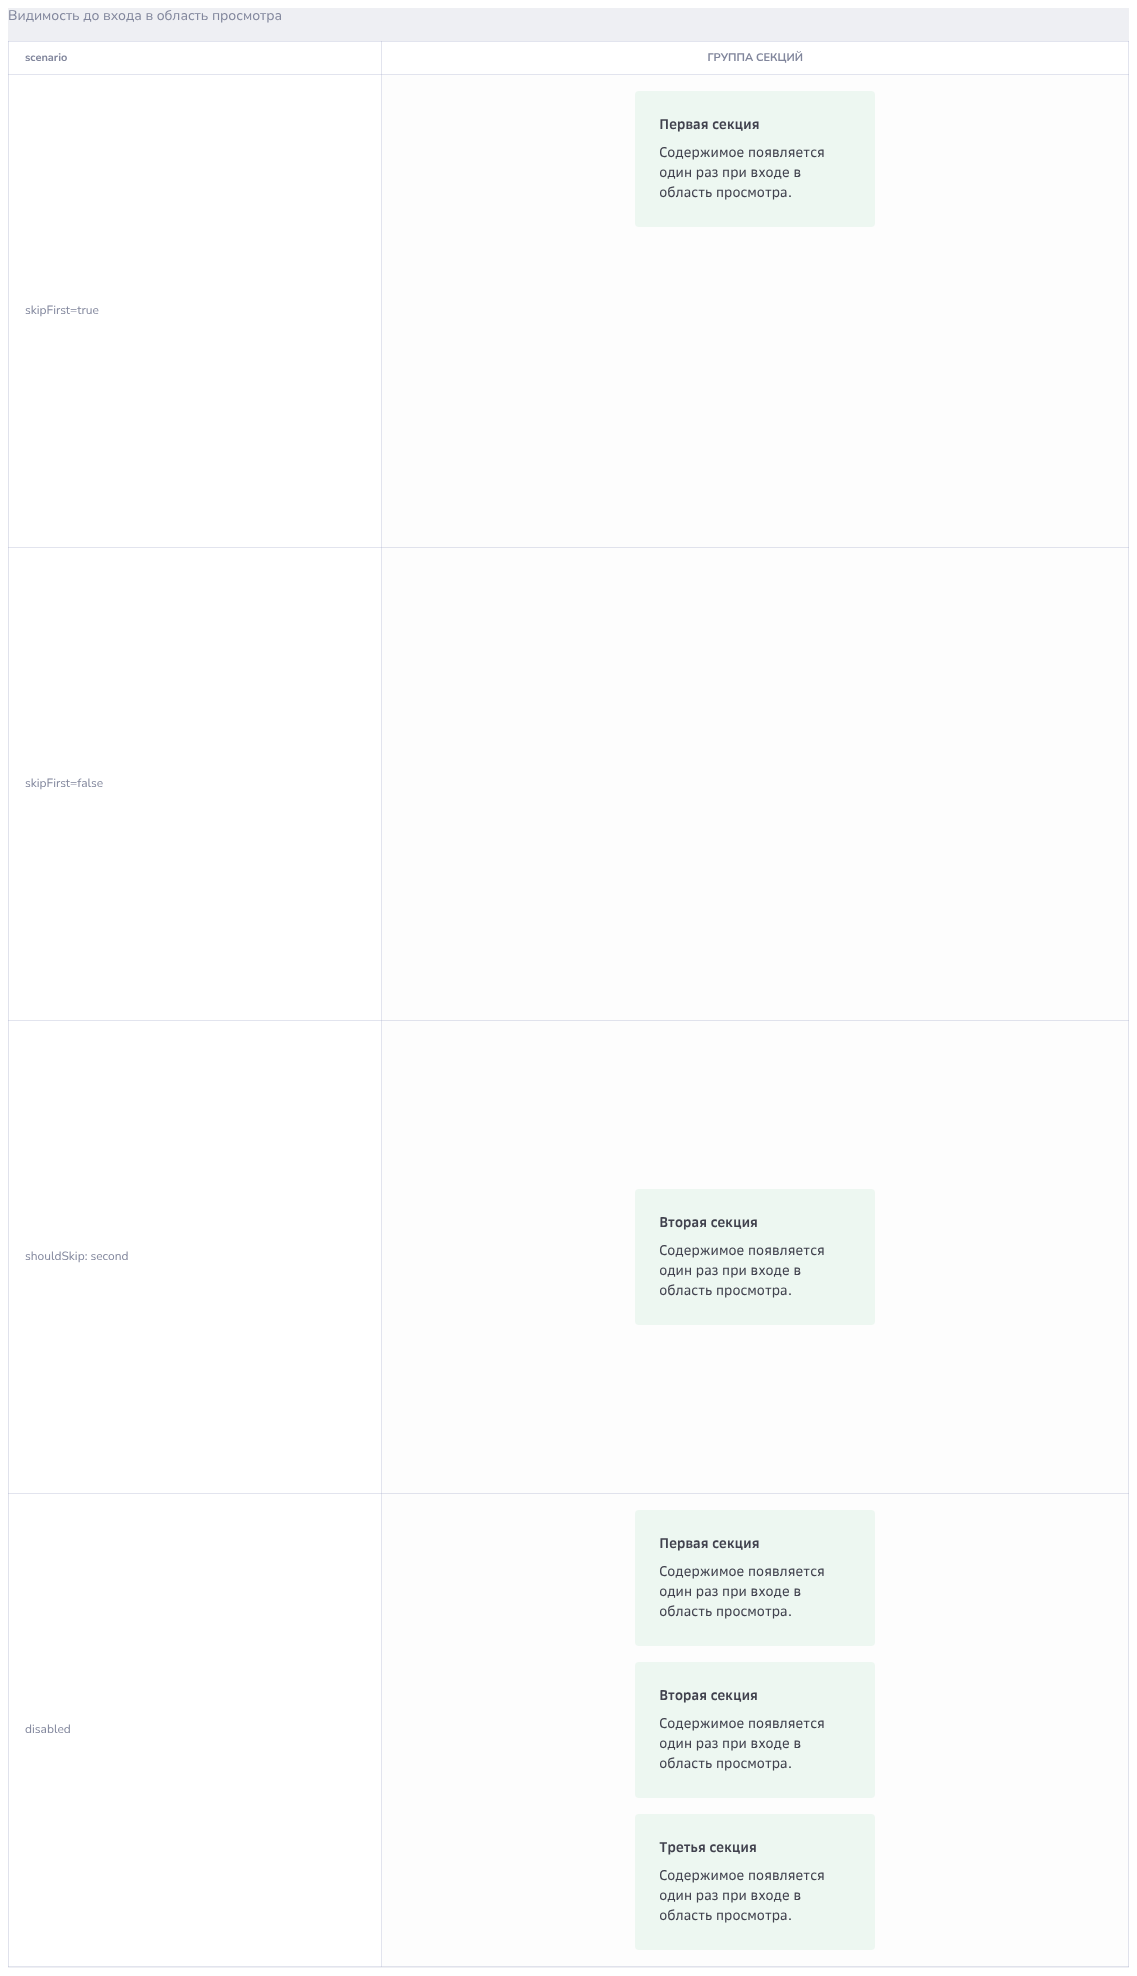 Видимость до входа в область просмотра
scenario
ГРУППА СЕКЦИЙ
skipFirst=true
Первая секция
Содержимое появляется
один раз при входе в
область просмотра.
skipFirst=false
shouldSkip: second
Вторая секция
Содержимое появляется
один раз при входе в
область просмотра.
disabled
Первая секция
Содержимое появляется
один раз при входе в
область просмотра.
Вторая секция
Содержимое появляется
один раз при входе в
область просмотра.
Третья секция
Содержимое появляется
один раз при входе в
область просмотра.